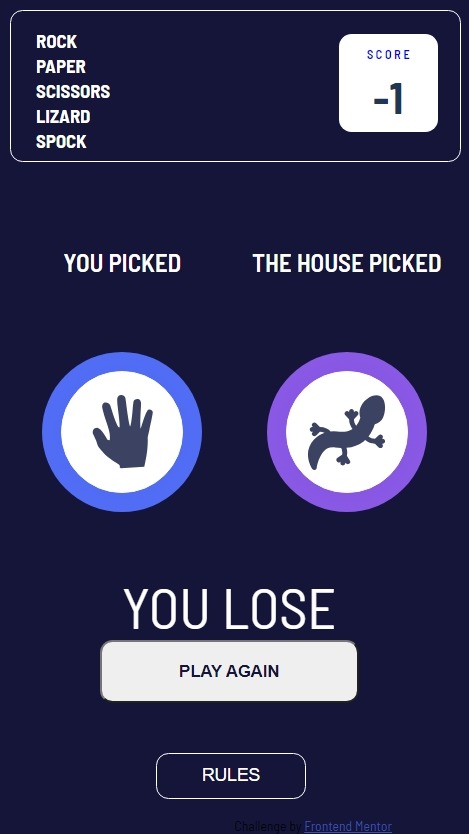 ROCK
PAPER
SCISSORS
LIZARD
SPOCK
SCORE
-1
YOU PICKED
THE HOUSE PICKED
YOU LOSE
PLAY AGAIN
RULES
Challenge by Frontend Mentor